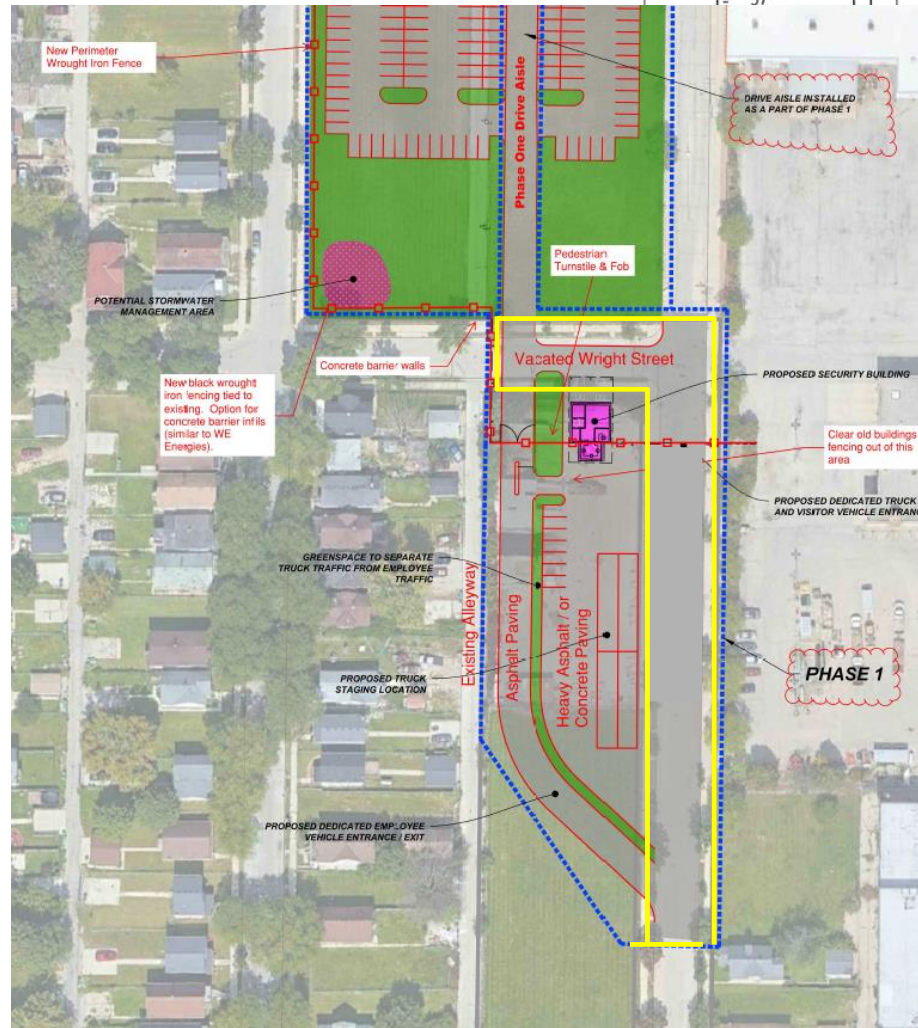 New Perimeter
Wrought Iron Fence
DRIVE AISLE INSTALLED
AS A PART OF PHASE 1
Phase One Drive Aisle
Pedestrian
Turnstile & Fob
POTENTIAL STORMWATER
MANAGEMENT AREA
Concrete barrier walls
Vacated Wright Street
PROPOSED SECURITY BUILDING
New black wrought
iron fencing tied to
existing. Option for
concrete barrier infils
(similar to WE
Energies).
Clear old buildings
fencing out of this
area
PROPOSED DEDICATED TRUCK
AND VISITOR VEHICLE ENTRANC
GREENSPACE TO SEPARATE
TRUCK TRAFFIC FROM EMPLOYEE
TRAFFIC
Existing Alleyway
Asphalt Paving
Heavy Asphalt / or
Concrete Paving
PROPOSED TRUCK
STAGING LOCATION
PHASE 1
PROPOSED DEDICATED EMPLOYEE
VEHICLE ENTRANCE / EXIT